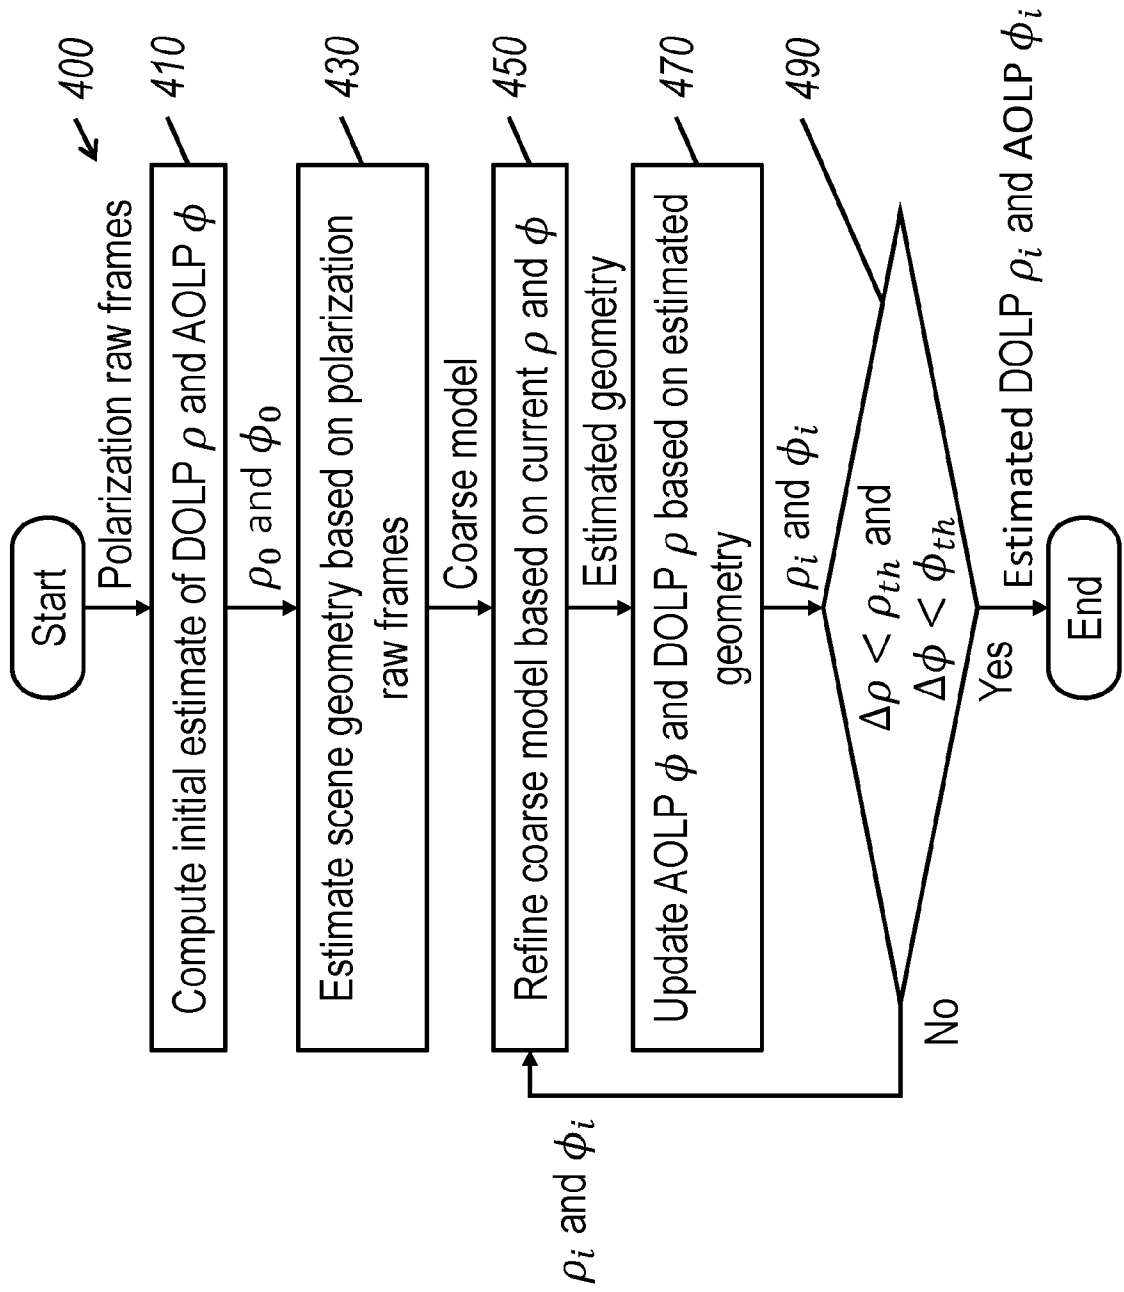 400
Start
Polarization raw frames
410
Compute initial estimate of DOLP ρ and AOLP ϕ
ρ₀ and ϕ₀
430
Estimate scene geometry based on polarization
raw frames
Coarse model
450
Refine coarse model based on current ρ and ϕ
Estimated geometry
470
Update AOLP ϕ and DOLP ρ based on estimated
geometry
ρᵢ and ϕᵢ
490
Δρ < ρ_th and
Δϕ < ϕ_th
No
ρᵢ and ϕᵢ
Yes
Estimated DOLP ρᵢ and AOLP ϕᵢ
End